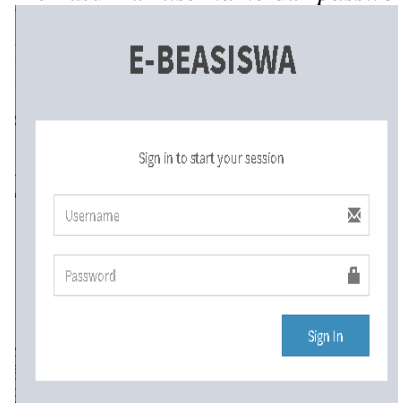 E-BEASISWA
Sign in to start your session
Username
Password
Sign In